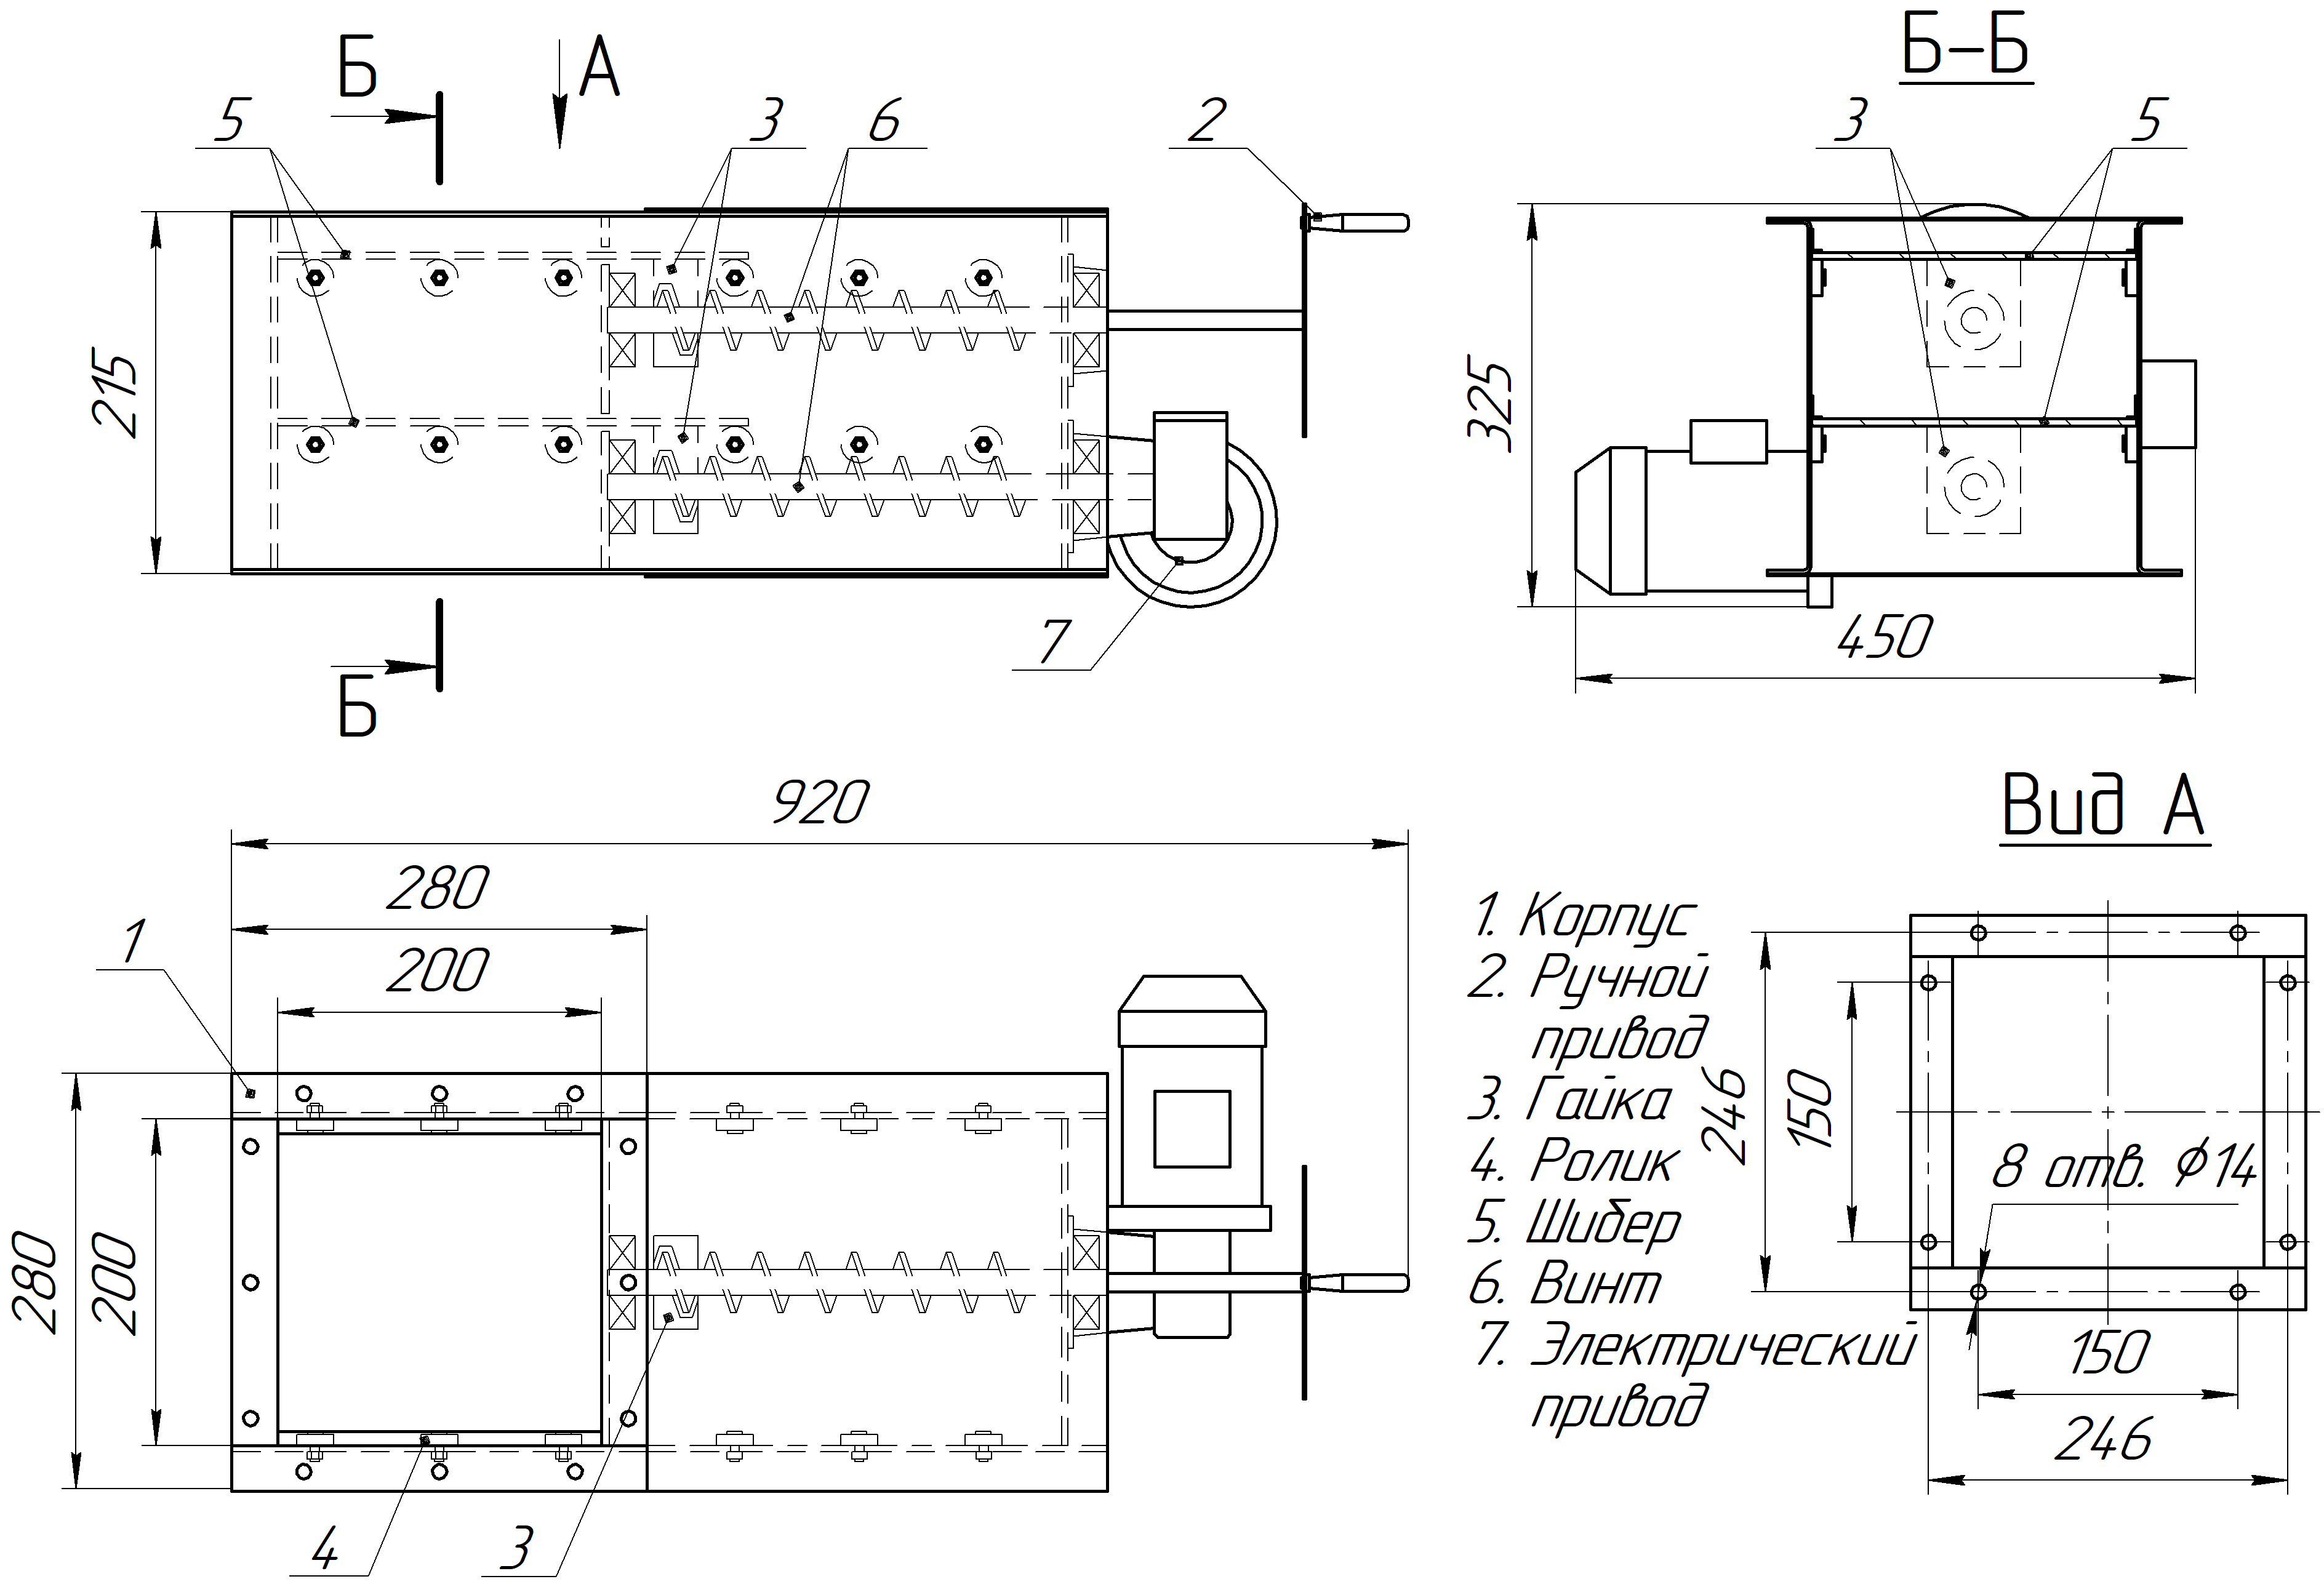 Б
А
Б-Б
5
3
6
2
3
5
215
325
7
450
Б
920
280
200
1
280
200
4
3
Вид А
1. Корпус
2. Ручной
привод
3. Гайка
4. Ролик
5. Шибер
6. Винт
7. Электрический
привод
246
150
8 отв. ϕ14
150
246